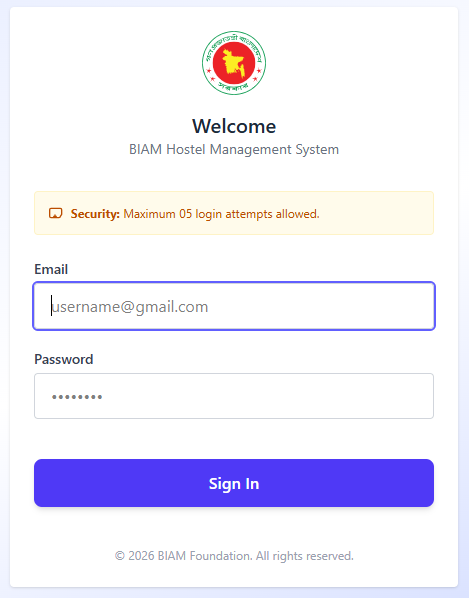 গণপ্রজাতন্ত্রী বাংলাদেশ
সরকার
Welcome
BIAM Hostel Management System
Security: Maximum 05 login attempts allowed.
Email
username@gmail.com
Password
••••••••
Sign In
© 2026 BIAM Foundation. All rights reserved.